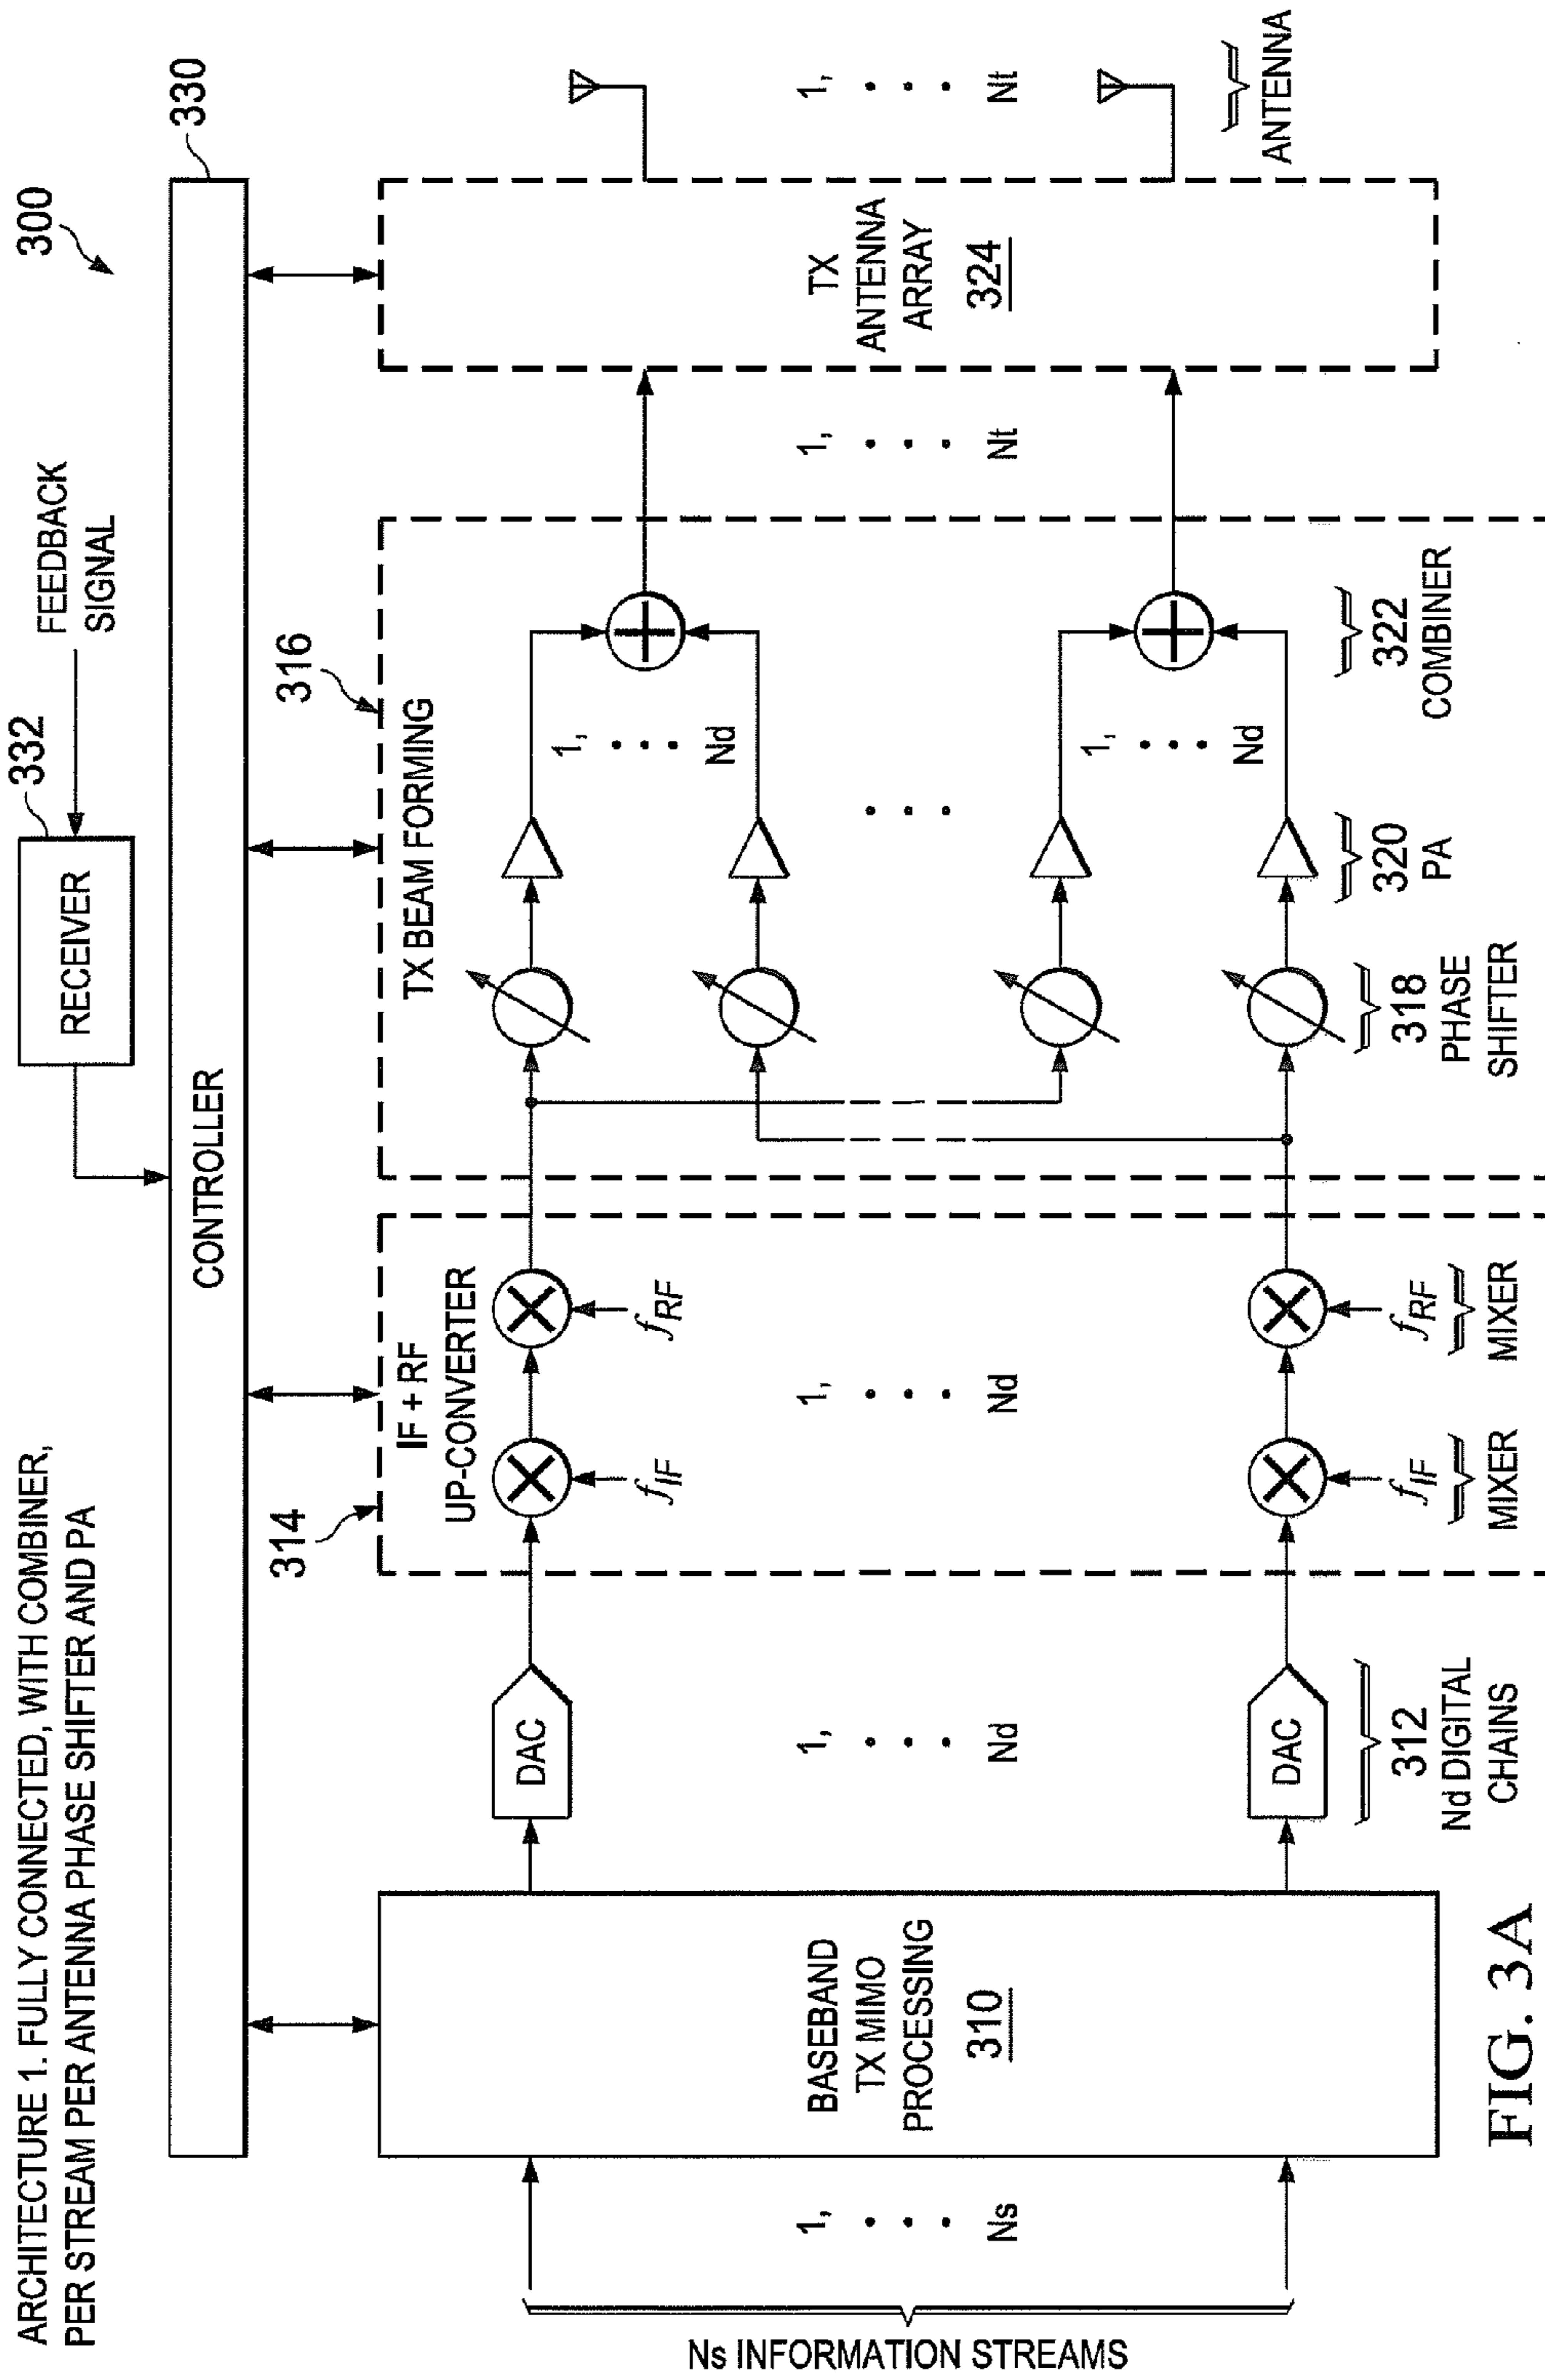 ARCHITECTURE 1. FULLY CONNECTED, WITH COMBINER,
PER STREAM PER ANTENNA PHASE SHIFTER AND PA
300
332
RECEIVER
FEEDBACK
SIGNAL
CONTROLLER
330
314
316
IF + RF
UP-CONVERTER
TX BEAM FORMING
Ns INFORMATION STREAMS
1,
Ns
BASEBAND
TX MIMO
PROCESSING
310
DAC
1,
Nd
DAC
312
Nd DIGITAL
CHAINS
fIF
fRF
1,
Nd
fIF
fRF
MIXER
MIXER
1,
Nd
1,
Nd
318
PHASE
SHIFTER
320
PA
322
COMBINER
1,
Nt
TX
ANTENNA
ARRAY
324
1,
Nt
ANTENNA
FIG. 3A